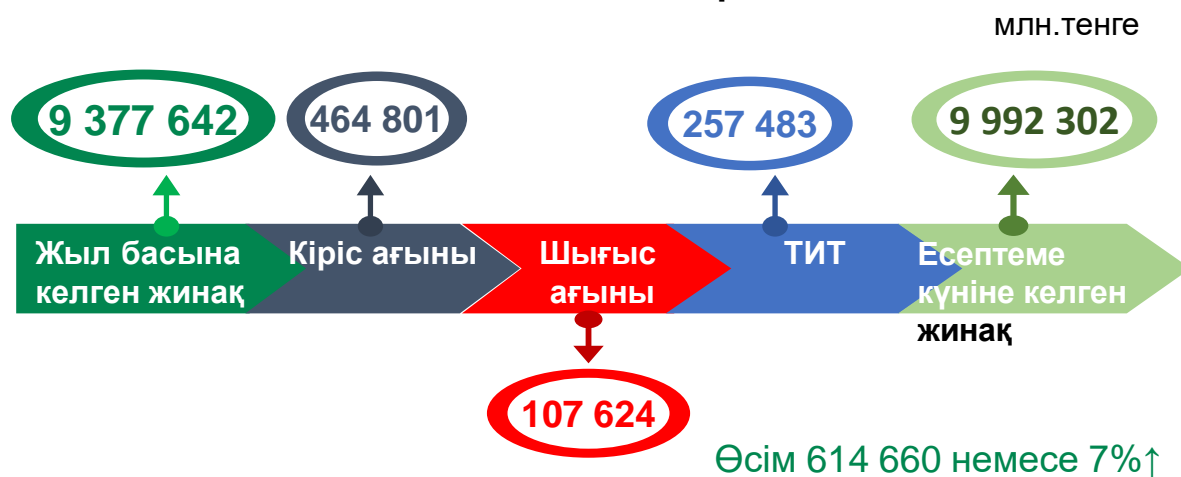 млн.тенге
9 377 642
464 801
257 483
9 992 302
Жыл басына
келген жинақ
Кіріс ағыны
Шығыс
ағыны
ТИТ
Есептеме
күніне келген
жинақ
107 624
Өсім 614 660 немесе 7%↑